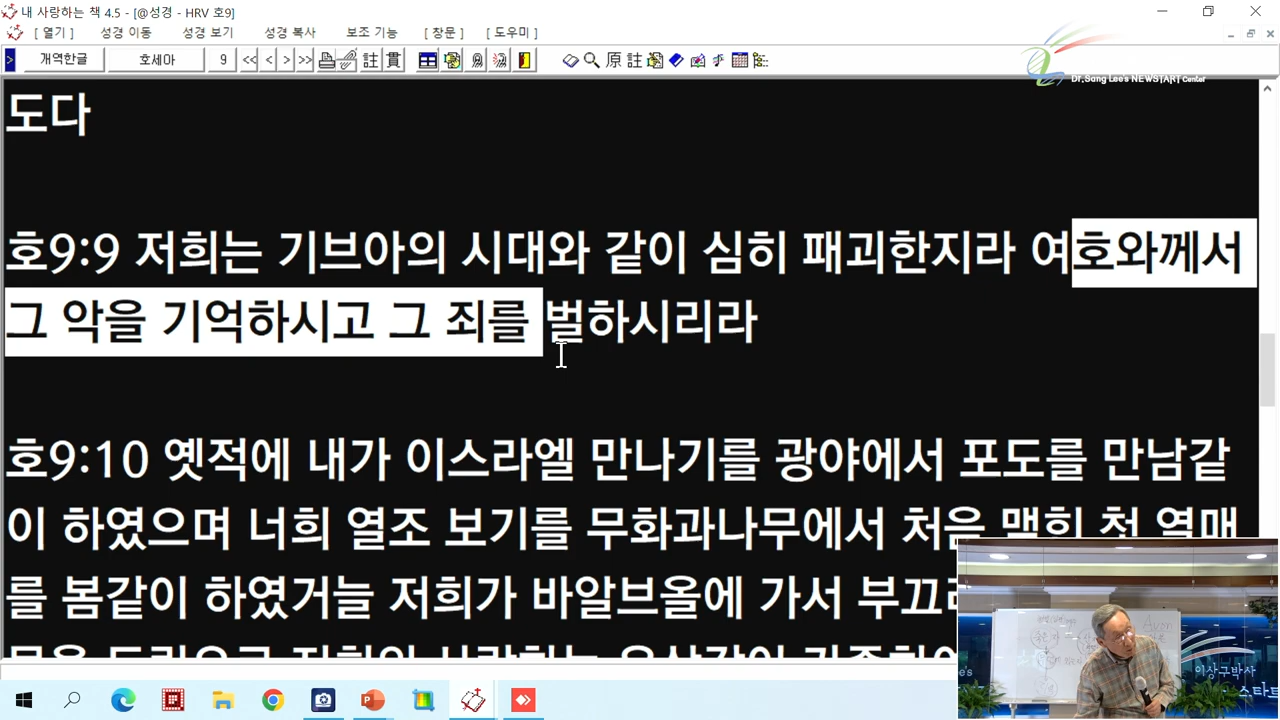 내 사랑하는 책 4.5 - [@성경 - HRV 호9]
[ 열기 ] 성경 이동 성경 보기 성경 복사 보조 기능 [ 창문 ] [ 도우미 ]
개역한글 호세아 9 << < > >> 註 貫 原 註
Dr.Sang Lee's NEWSTART Center
도다
호9:9 저희는 기브아의 시대와 같이 심히 패괴한지라 여호와께서
그 악을 기억하시고 그 죄를 벌하시리라
호9:10 옛적에 내가 이스라엘 만나기를 광야에서 포도를 만남같
이 하였으며 너희 열조 보기를 무화과나무에서 처음 맺힌 첫 열매
를 봄같이 하였거늘 저희가 바알브올에 가서 부끄러
이상구박사